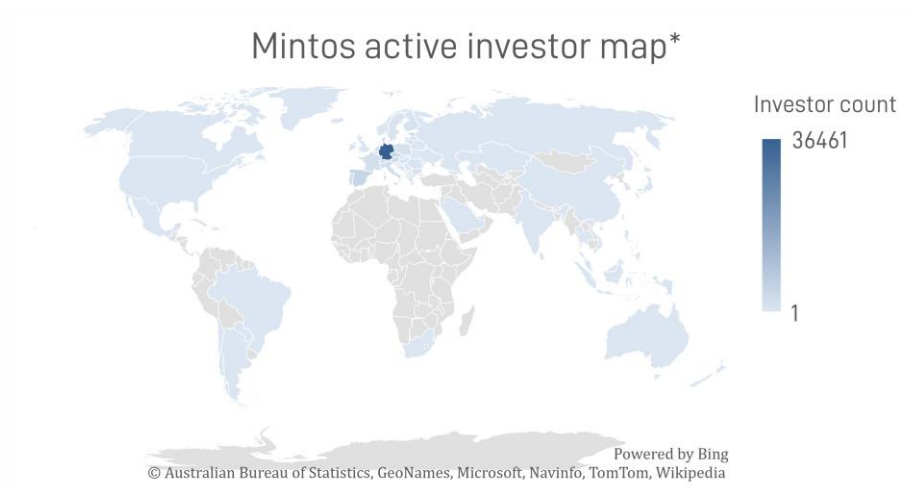 Mintos active investor map*
Investor count
36461
1
Powered by Bing
© Australian Bureau of Statistics, GeoNames, Microsoft, Navinfo, TomTom, Wikipedia